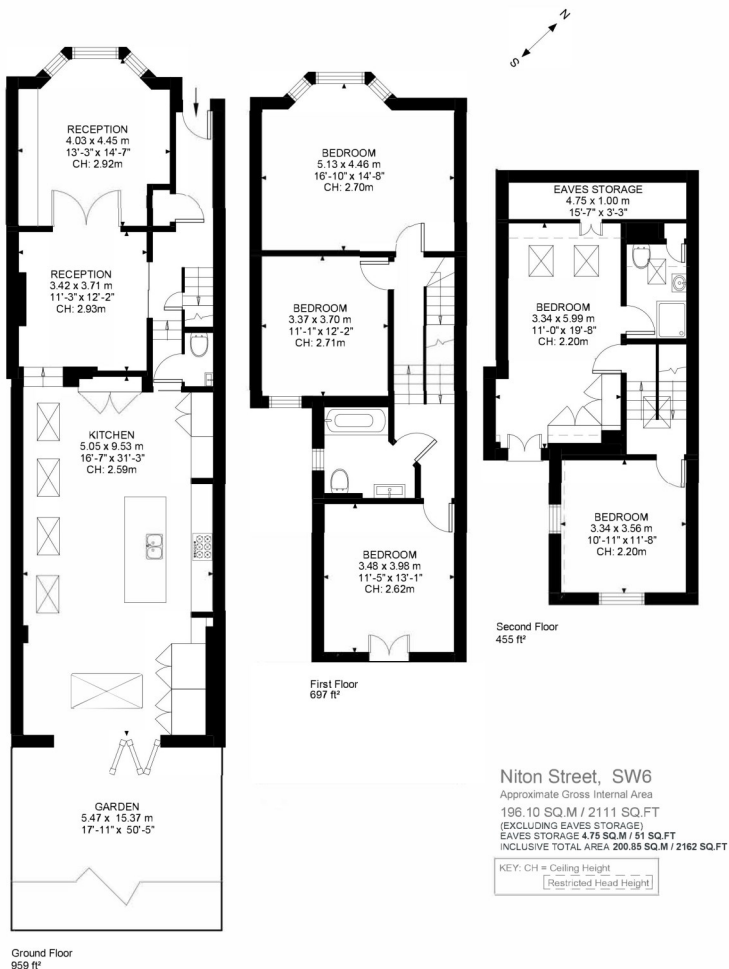 N
S
RECEPTION
4.03 x 4.45 m
13'-3" x 14'-7"
CH: 2.92m
RECEPTION
3.42 x 3.71 m
11'-3" x 12'-2"
CH: 2.93m
KITCHEN
5.05 x 9.53 m
16'-7" x 31'-3"
CH: 2.59m
GARDEN
5.47 x 15.37 m
17'-11" x 50'-5"
Ground Floor
959 ft²
BEDROOM
5.13 x 4.46 m
16'-10" x 14'-8"
CH: 2.70m
BEDROOM
3.37 x 3.70 m
11'-1" x 12'-2"
CH: 2.71m
BEDROOM
3.48 x 3.98 m
11'-5" x 13'-1"
CH: 2.62m
First Floor
697 ft²
EAVES STORAGE
4.75 x 1.00 m
15'-7" x 3'-3"
BEDROOM
3.34 x 5.99 m
11'-0" x 19'-8"
CH: 2.20m
BEDROOM
3.34 x 3.56 m
10'-11" x 11'-8"
CH: 2.20m
Second Floor
455 ft²
Niton Street, SW6
Approximate Gross Internal Area
196.10 SQ.M / 2111 SQ.FT
(EXCLUDING EAVES STORAGE)
EAVES STORAGE 4.75 SQ.M / 51 SQ.FT
INCLUSIVE TOTAL AREA 200.85 SQ.M / 2162 SQ.FT
KEY: CH = Ceiling Height
Restricted Head Height